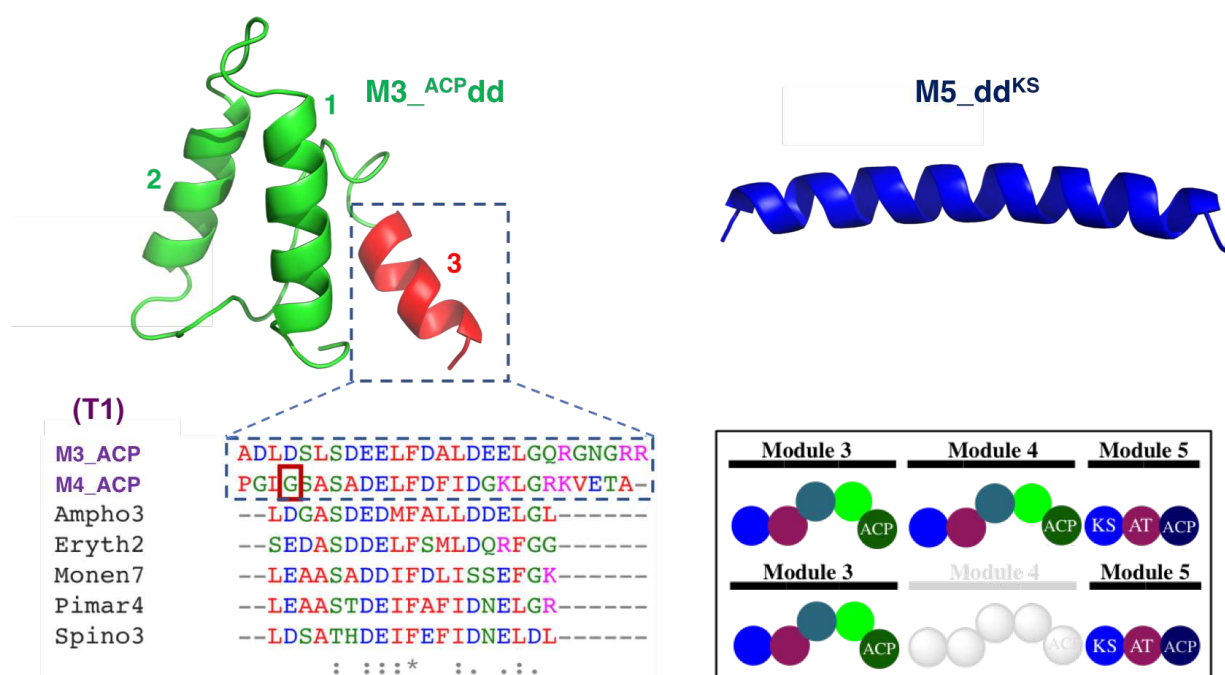 M3_ACPdd
M5_ddKS
1
2
3
(T1)
M3_ACP ADLDSLSDEELFDALDEELGQRGNGRR
M4_ACP PGLGSASADELFDFIDGKLGRKVETA-
Ampho3 --LDGASDEDMFALLDDELGL------
Eryth2 --SEDASDDELFSMLDQRFGG------
Monen7 --LEAASADDIFDLISSEFGK------
Pimar4 --LEAASTDEIFAFIDNELGR------
Spino3 --LDSATHDEIFEFIDNELDL------
: :::* :. .:.
Module 3 Module 4 Module 5
ACP ACP KS AT ACP
Module 3 Module 4 Module 5
ACP ACP KS AT ACP